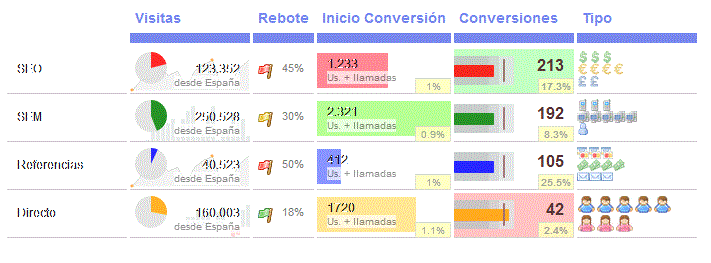 Visitas Rebote Inicio Conversión Conversiones Tipo
SEO 123.352 45% 1.233 213
desde España Us. + llamadas 1% 17.3%
SEM 250.528 30% 2.321 192
desde España Us. + llamadas 0.9% 8.3%
Referencias 40.523 50% 412 105
desde España Us. + llamadas 1% 25.5%
Directo 160.003 18% 1720 42
desde España Us. + llamadas 1.1% 2.4%